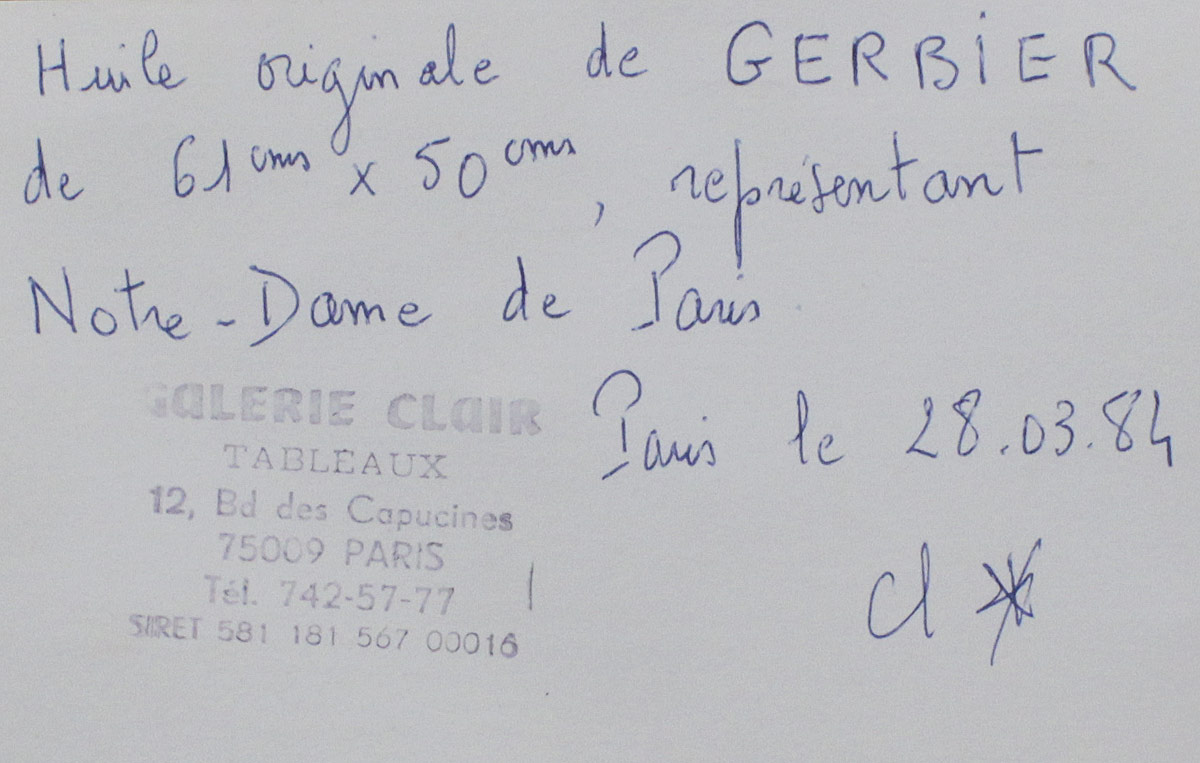 Huile originale de GERBIER
de 61 cms x 50 cms, représentant
Notre-Dame de Paris
GALERIE CLAIR
TABLEAUX
12, Bd des Capucines
75009 PARIS
Tél. 742-57-77
SIRET 581 181 567 00016
Paris le 28.03.84